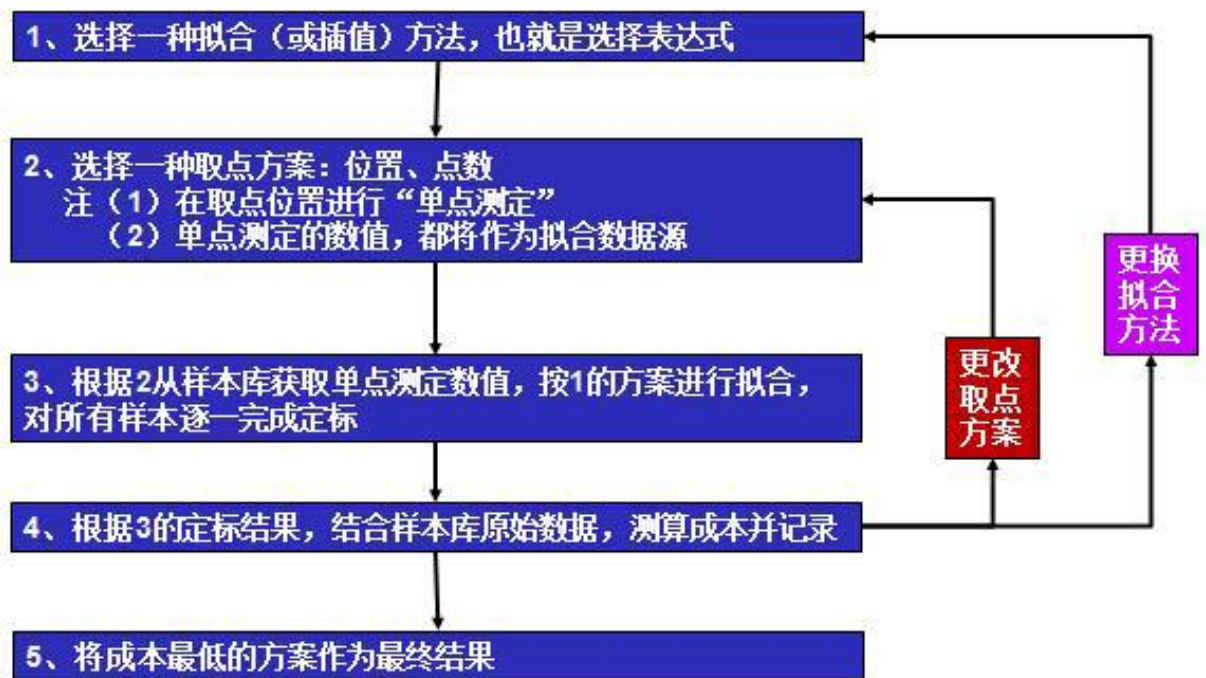 1、选择一种拟合（或插值）方法，也就是选择表达式
2、选择一种取点方案：位置、点数
注（1）在取点位置进行“单点测定”
（2）单点测定的数值，都将作为拟合数据源
3、根据2从样本库获取单点测定数值，按1的方案进行拟合，
对所有样本逐一完成定标
4、根据3的定标结果，结合样本库原始数据，测算成本并记录
5、将成本最低的方案作为最终结果
更改
取点
方案
更换
拟合
方法